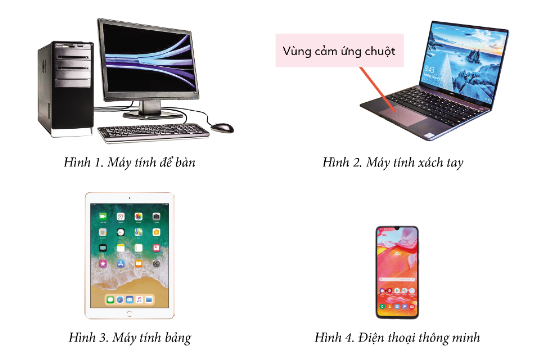 Vùng cảm ứng chuột
Hình 1. Máy tính để bàn
Hình 2. Máy tính xách tay
Hình 3. Máy tính bảng
Hình 4. Điện thoại thông minh